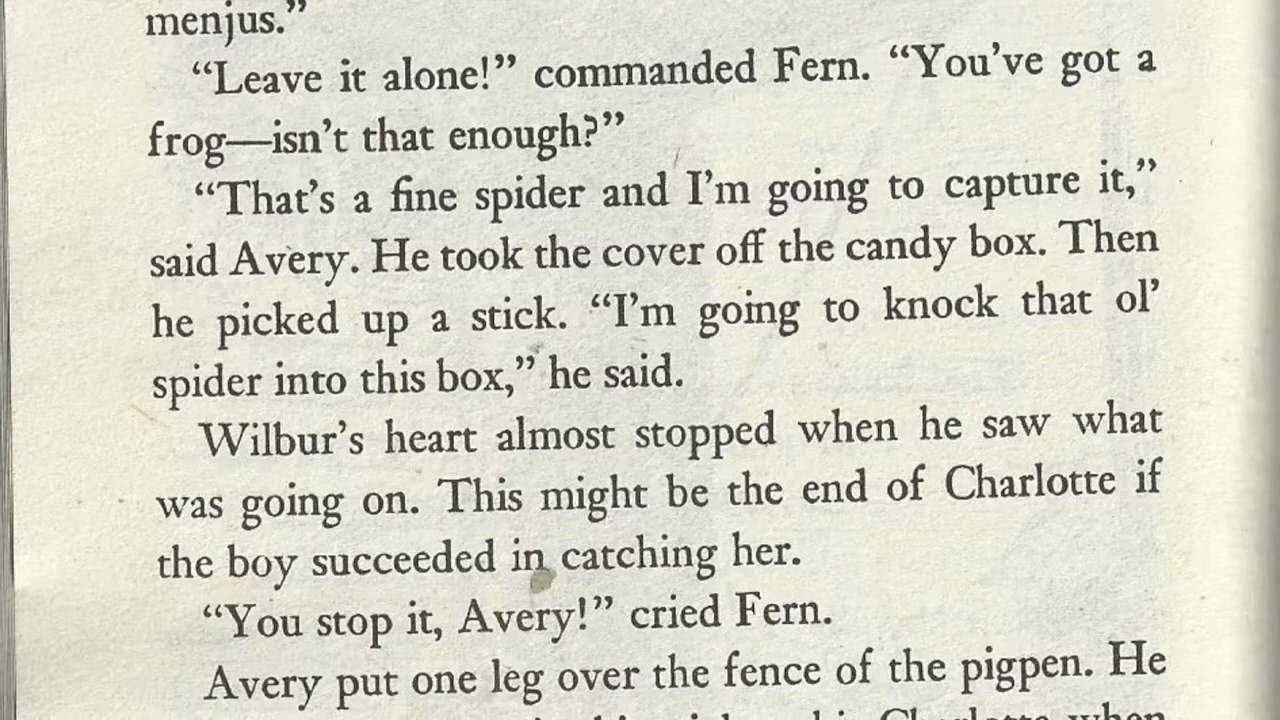 menjus.”
“Leave it alone!” commanded Fern. “You’ve got a
frog—isn’t that enough?”
“That’s a fine spider and I’m going to capture it,”
said Avery. He took the cover off the candy box. Then
he picked up a stick. “I’m going to knock that ol’
spider into this box,” he said.
Wilbur’s heart almost stopped when he saw what
was going on. This might be the end of Charlotte if
the boy succeeded in catching her.
“You stop it, Avery!” cried Fern.
Avery put one leg over the fence of the pigpen. He
Charlotte when